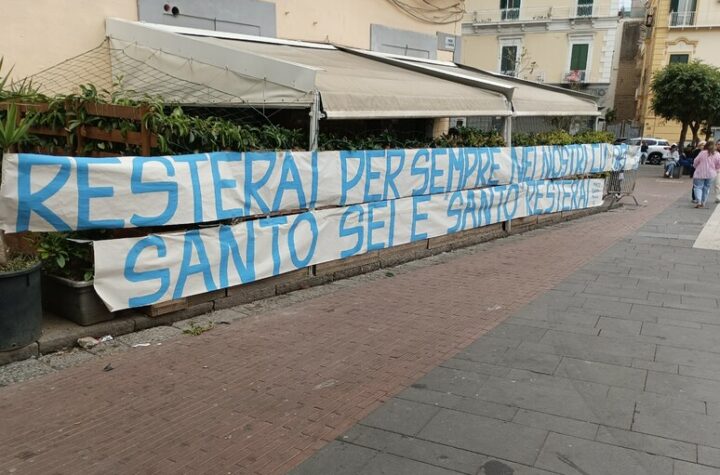 RESTERAI PER SEMPRE NEI NOSTRI
SANTO SEI E SANTO RESTERAI